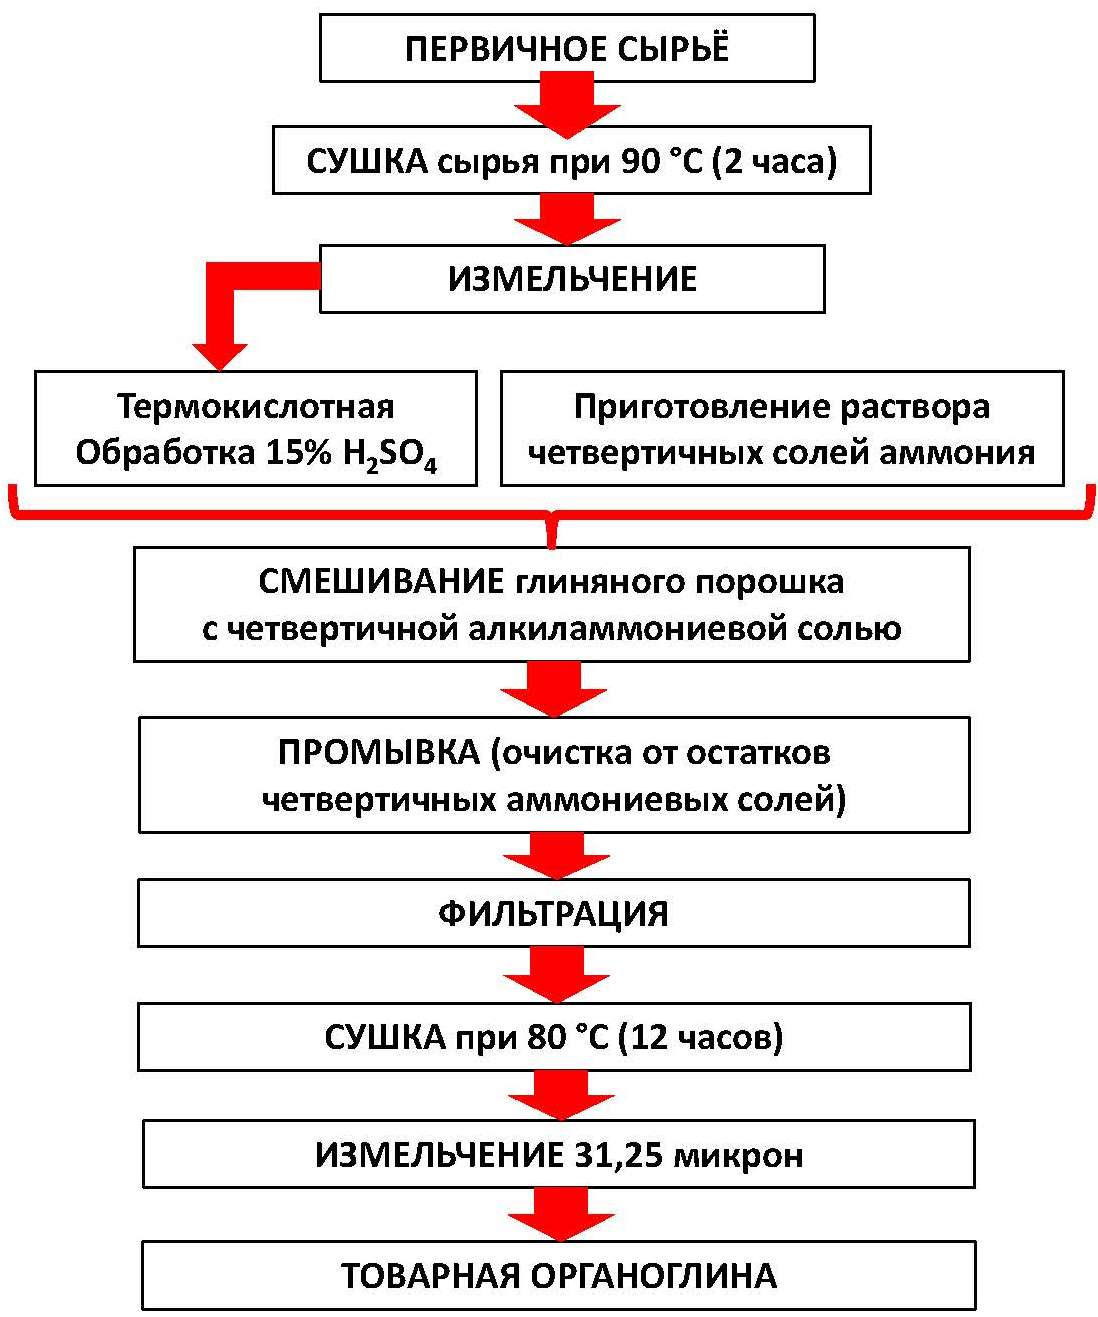 ПЕРВИЧНОЕ СЫРЬЁ
СУШКА сырья при 90 °С (2 часа)
ИЗМЕЛЬЧЕНИЕ
Термокислотная
Обработка 15% H₂SO₄
Приготовление раствора
четвертичных солей аммония
СМЕШИВАНИЕ глиняного порошка
с четвертичной алкиламмониевой солью
ПРОМЫВКА (очистка от остатков
четвертичных аммониевых солей)
ФИЛЬТРАЦИЯ
СУШКА при 80 °С (12 часов)
ИЗМЕЛЬЧЕНИЕ 31,25 микрон
ТОВАРНАЯ ОРГАНОГЛИНА